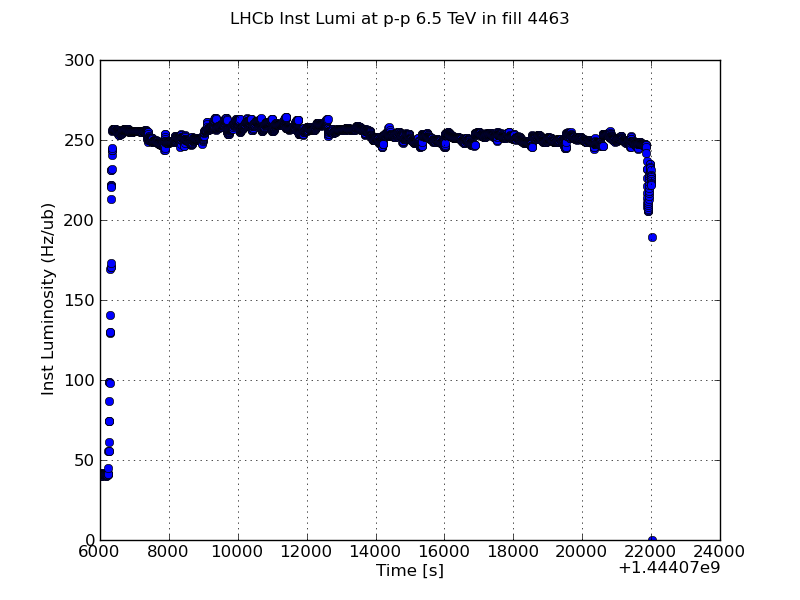 LHCb Inst Lumi at p-p 6.5 TeV in fill 4463
300
250
200
150
100
50
0
Inst Luminosity (Hz/ub)
6000 8000 10000 12000 14000 16000 18000 20000 22000 24000
Time [s]
+1.44407e9